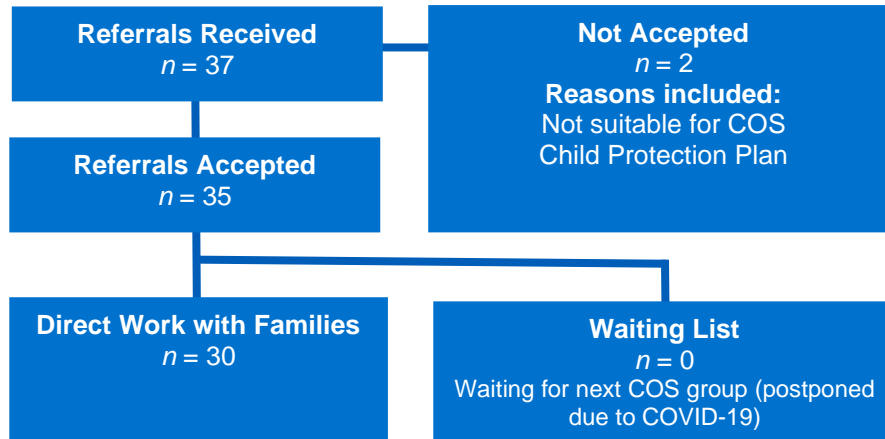 Referrals Received
n = 37
Not Accepted
n = 2
Reasons included:
Not suitable for COS
Child Protection Plan
Referrals Accepted
n = 35
Direct Work with Families
n = 30
Waiting List
n = 0
Waiting for next COS group (postponed
due to COVID-19)